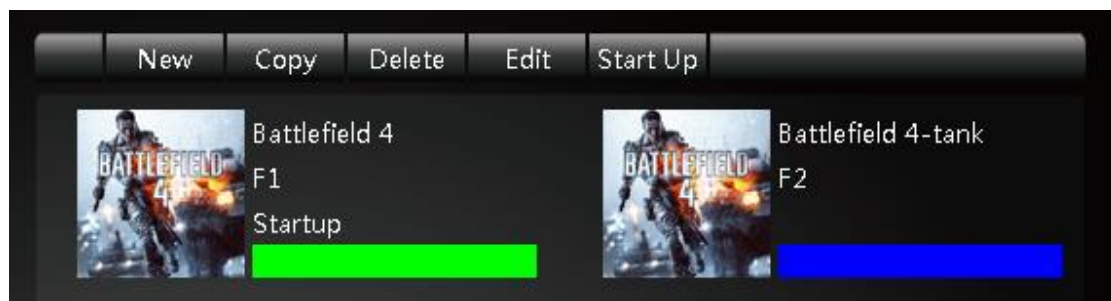 New Copy Delete Edit Start Up
BATTLEFIELD
4
Battlefield 4
F1
Startup
BATTLEFIELD
4
Battlefield 4-tank
F2